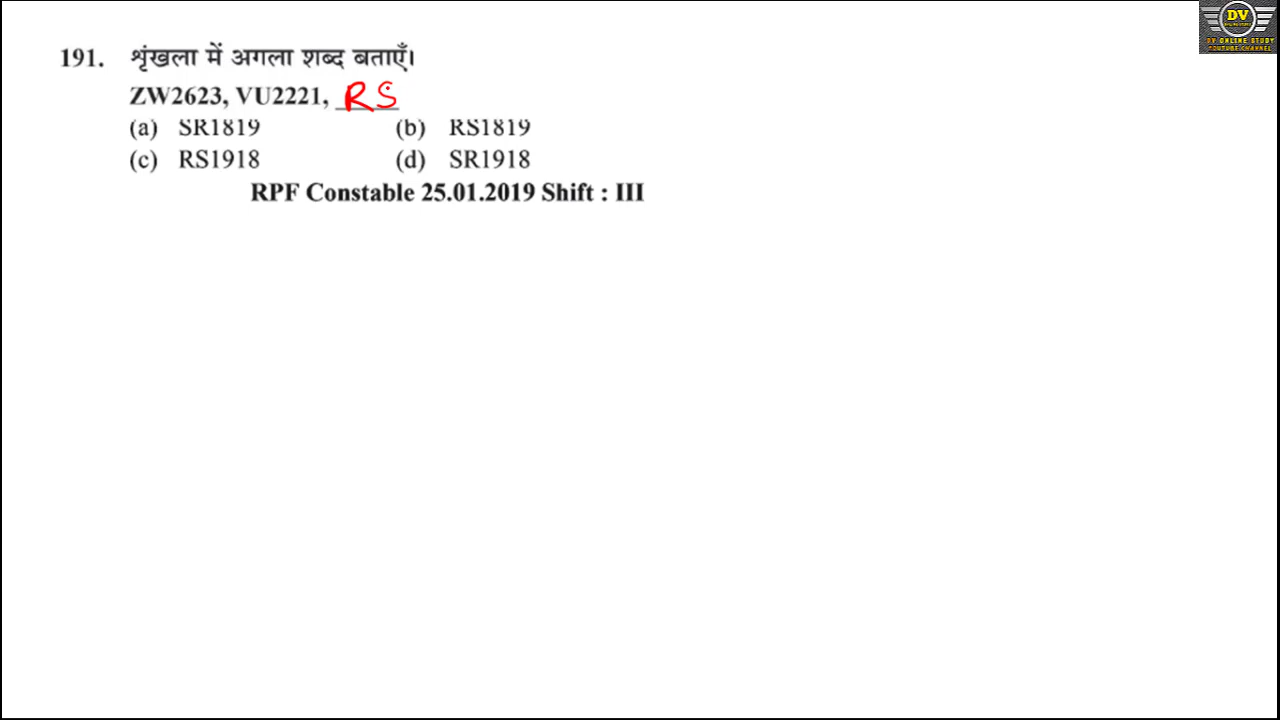 191. श्रृंखला में अगला शब्द बताएँ।
ZW2623, VU2221, RS
(a) SR1819 (b) RS1819
(c) RS1918 (d) SR1918
RPF Constable 25.01.2019 Shift : III
DV
DV ONLINE STUDY
YOUTUBE CHANNEL